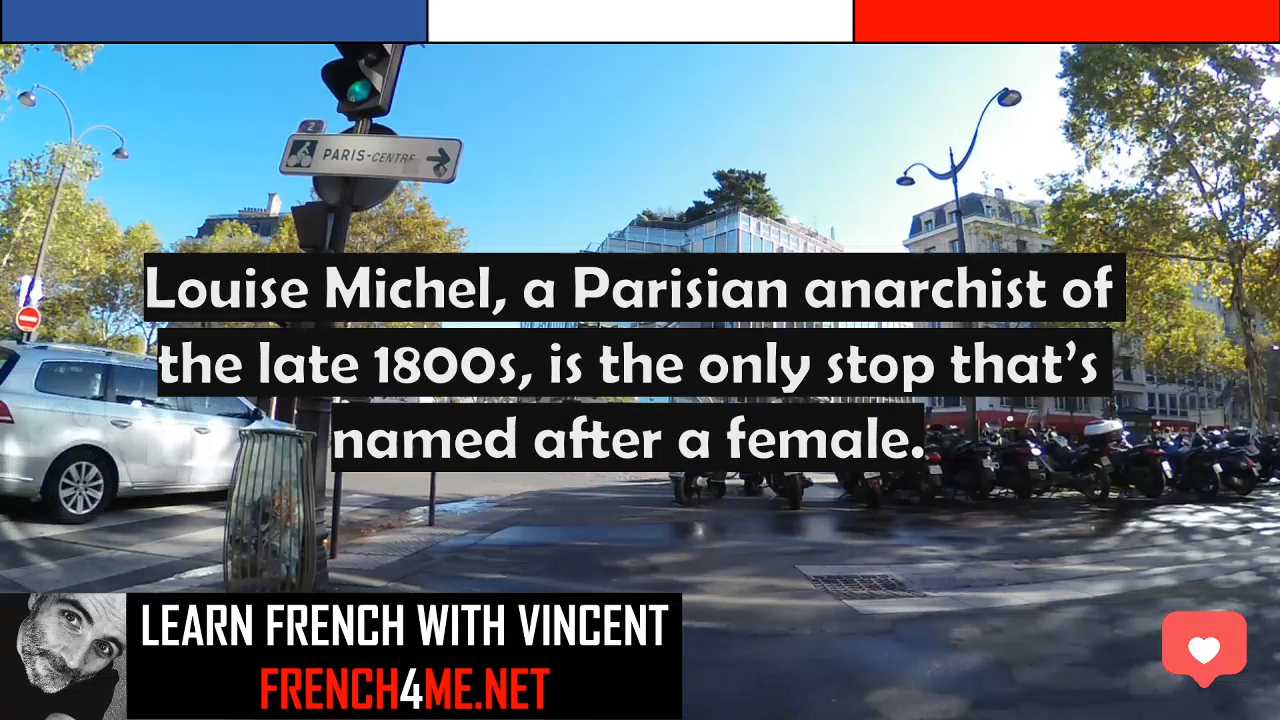 2
PARIS-CENTRE
Louise Michel, a Parisian anarchist of
the late 1800s, is the only stop that’s
named after a female.
LEARN FRENCH WITH VINCENT
FRENCH4ME.NET